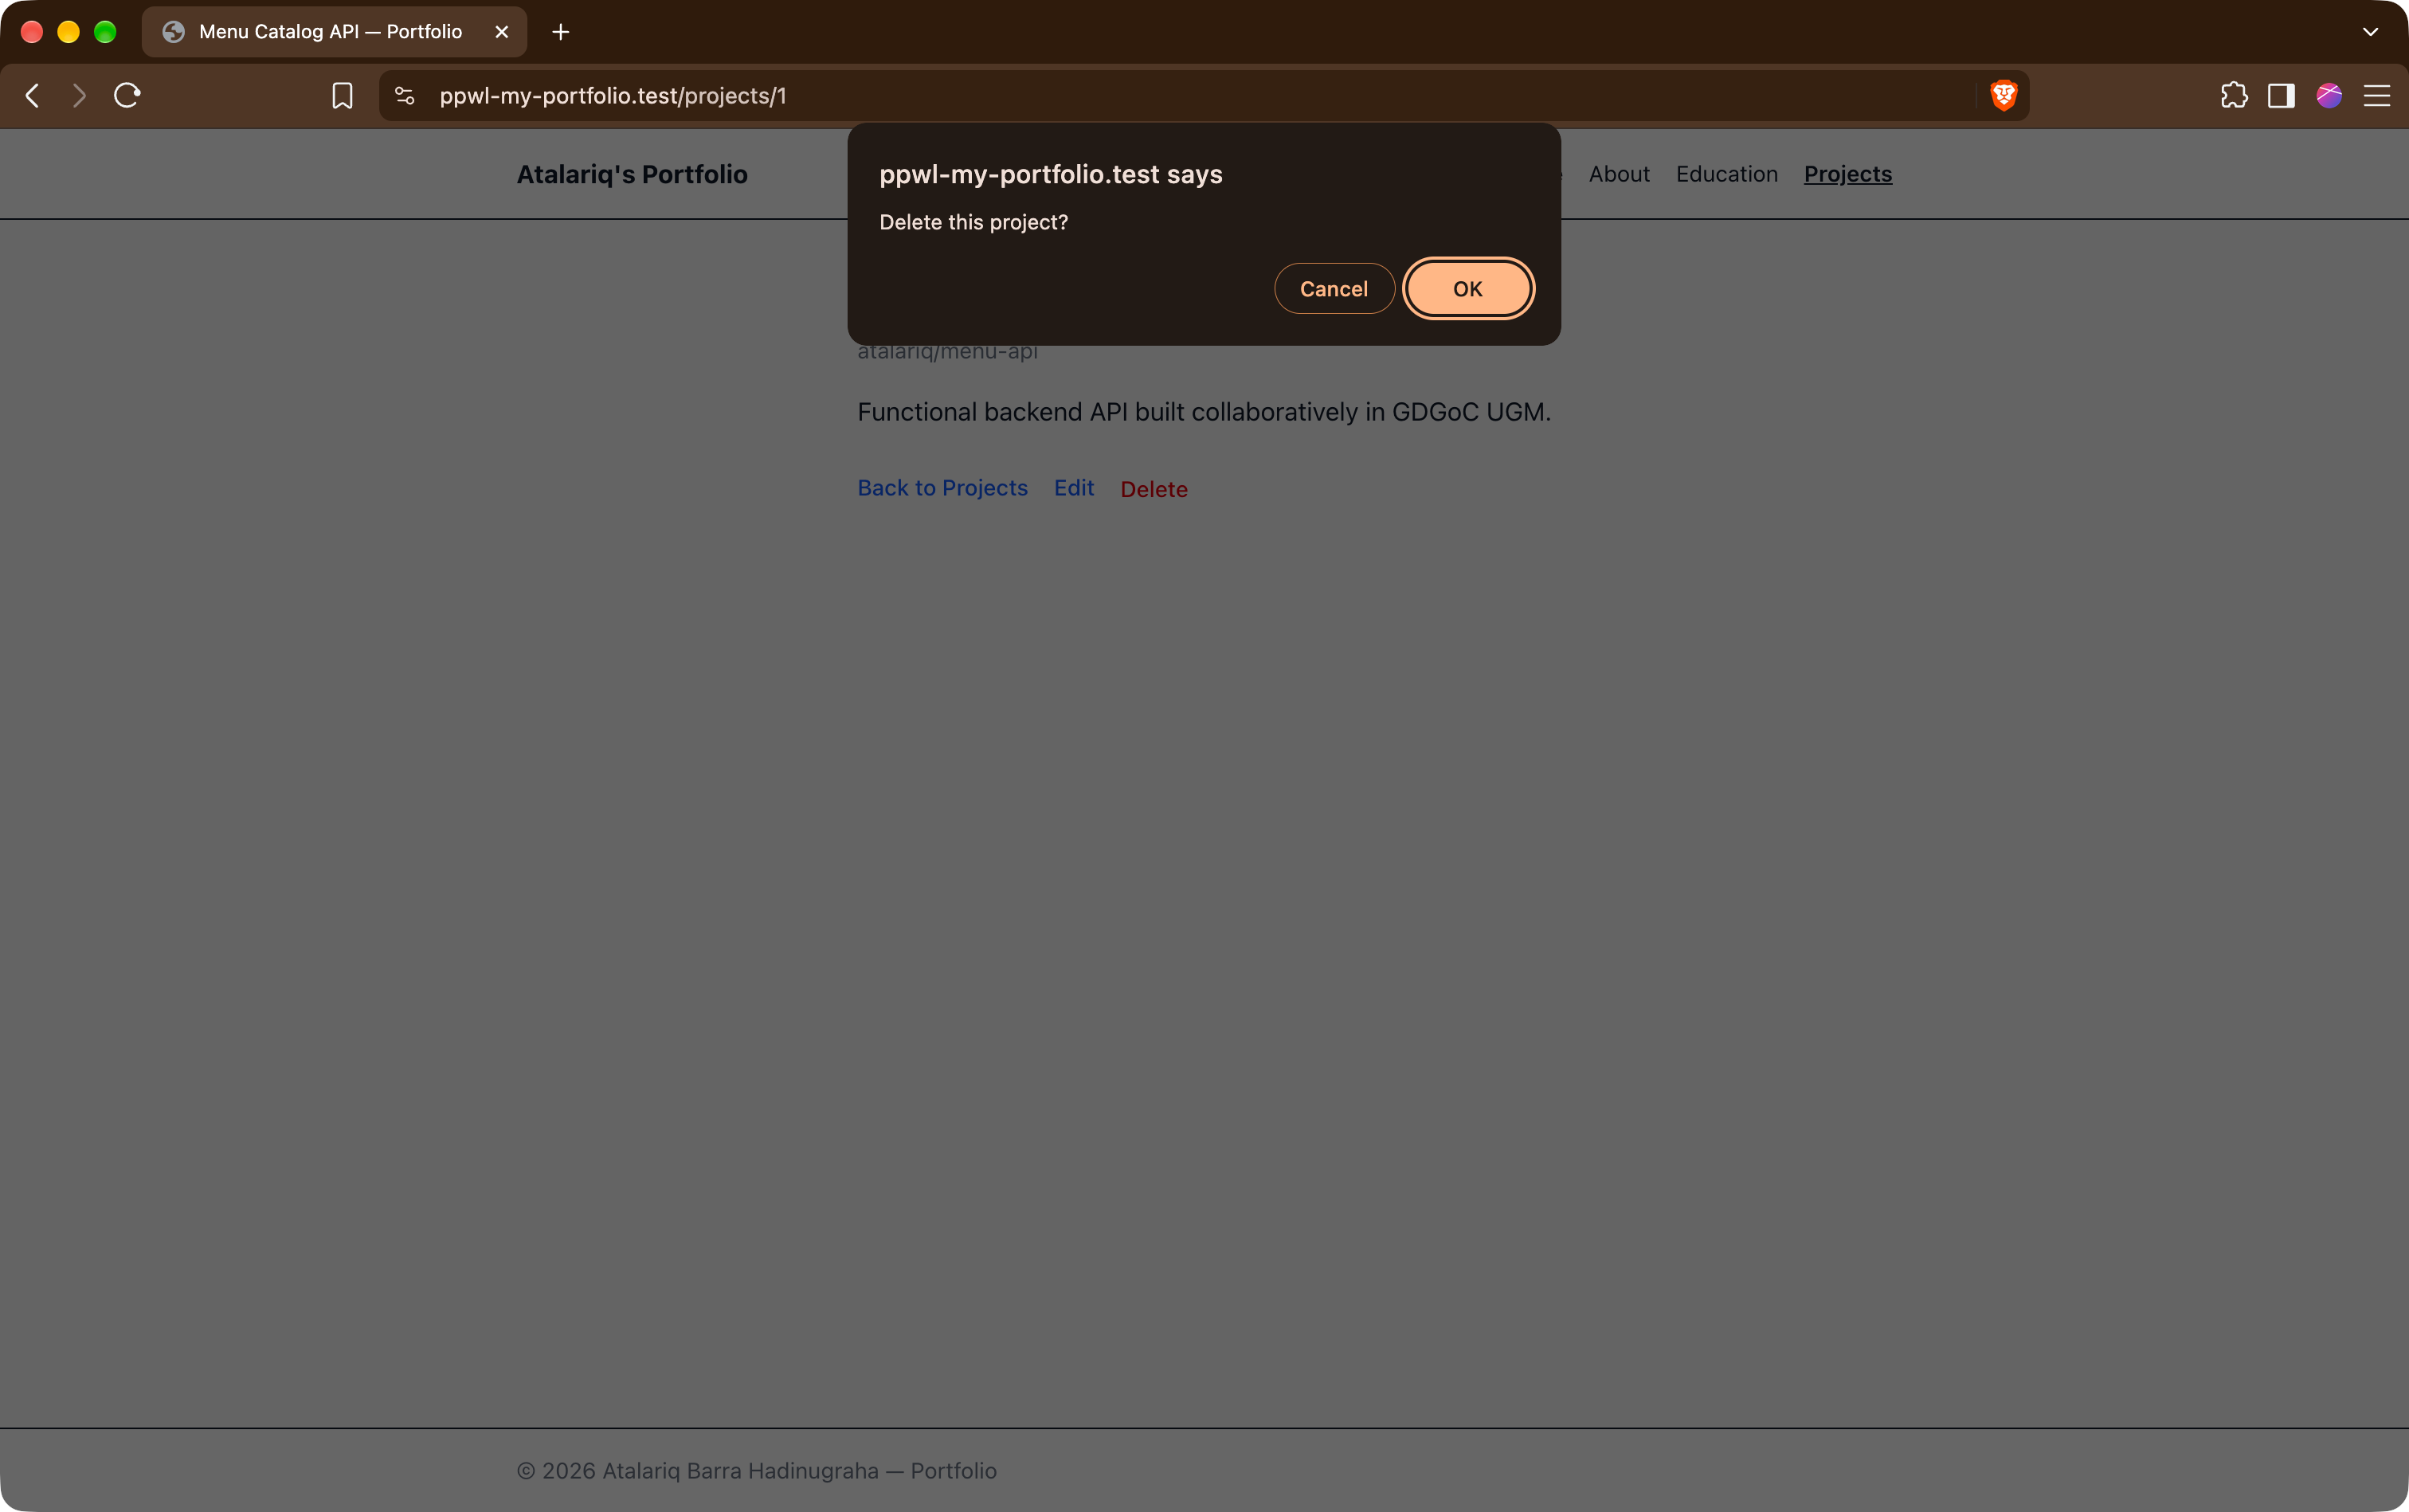 Menu Catalog API — Portfolio
ppwl-my-portfolio.test/projects/1
Atalariq's Portfolio
About Education Projects
ppwl-my-portfolio.test says
Delete this project?
Cancel OK
atalariq/menu-api
Functional backend API built collaboratively in GDGoC UGM.
Back to Projects Edit Delete
© 2026 Atalariq Barra Hadinugraha — Portfolio